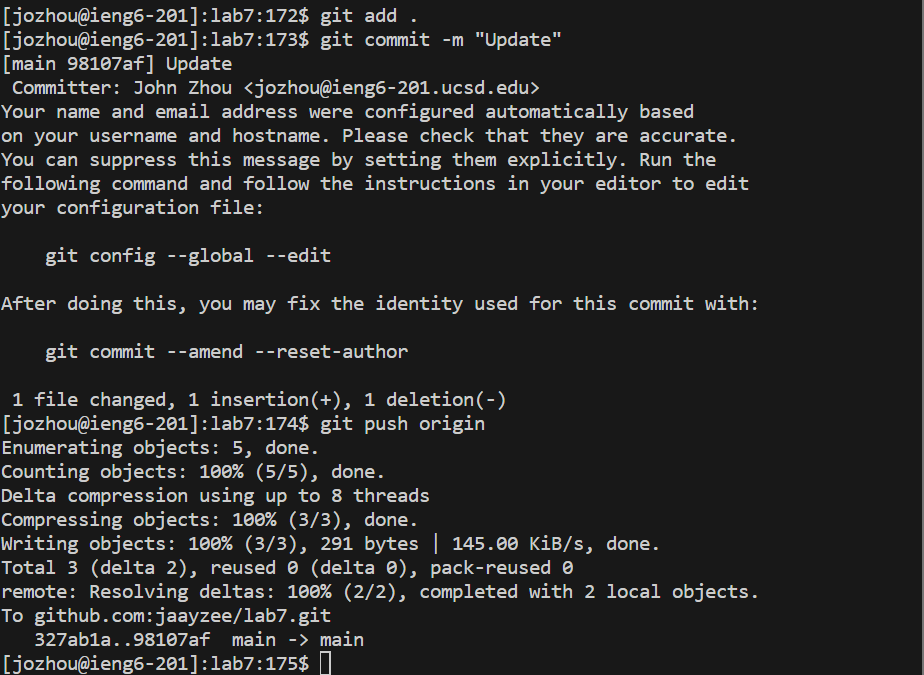 [jozhou@ieng6-201]:lab7:172$ git add .
[jozhou@ieng6-201]:lab7:173$ git commit -m "Update"
[main 98107af] Update
 Committer: John Zhou <jozhou@ieng6-201.ucsd.edu>
Your name and email address were configured automatically based
on your username and hostname. Please check that they are accurate.
You can suppress this message by setting them explicitly. Run the
following command and follow the instructions in your editor to edit
your configuration file:

    git config --global --edit

After doing this, you may fix the identity used for this commit with:

    git commit --amend --reset-author

 1 file changed, 1 insertion(+), 1 deletion(-)
[jozhou@ieng6-201]:lab7:174$ git push origin
Enumerating objects: 5, done.
Counting objects: 100% (5/5), done.
Delta compression using up to 8 threads
Compressing objects: 100% (3/3), done.
Writing objects: 100% (3/3), 291 bytes | 145.00 KiB/s, done.
Total 3 (delta 2), reused 0 (delta 0), pack-reused 0
remote: Resolving deltas: 100% (2/2), completed with 2 local objects.
To github.com:jaayzee/lab7.git
   327ab1a..98107af  main -> main
[jozhou@ieng6-201]:lab7:175$